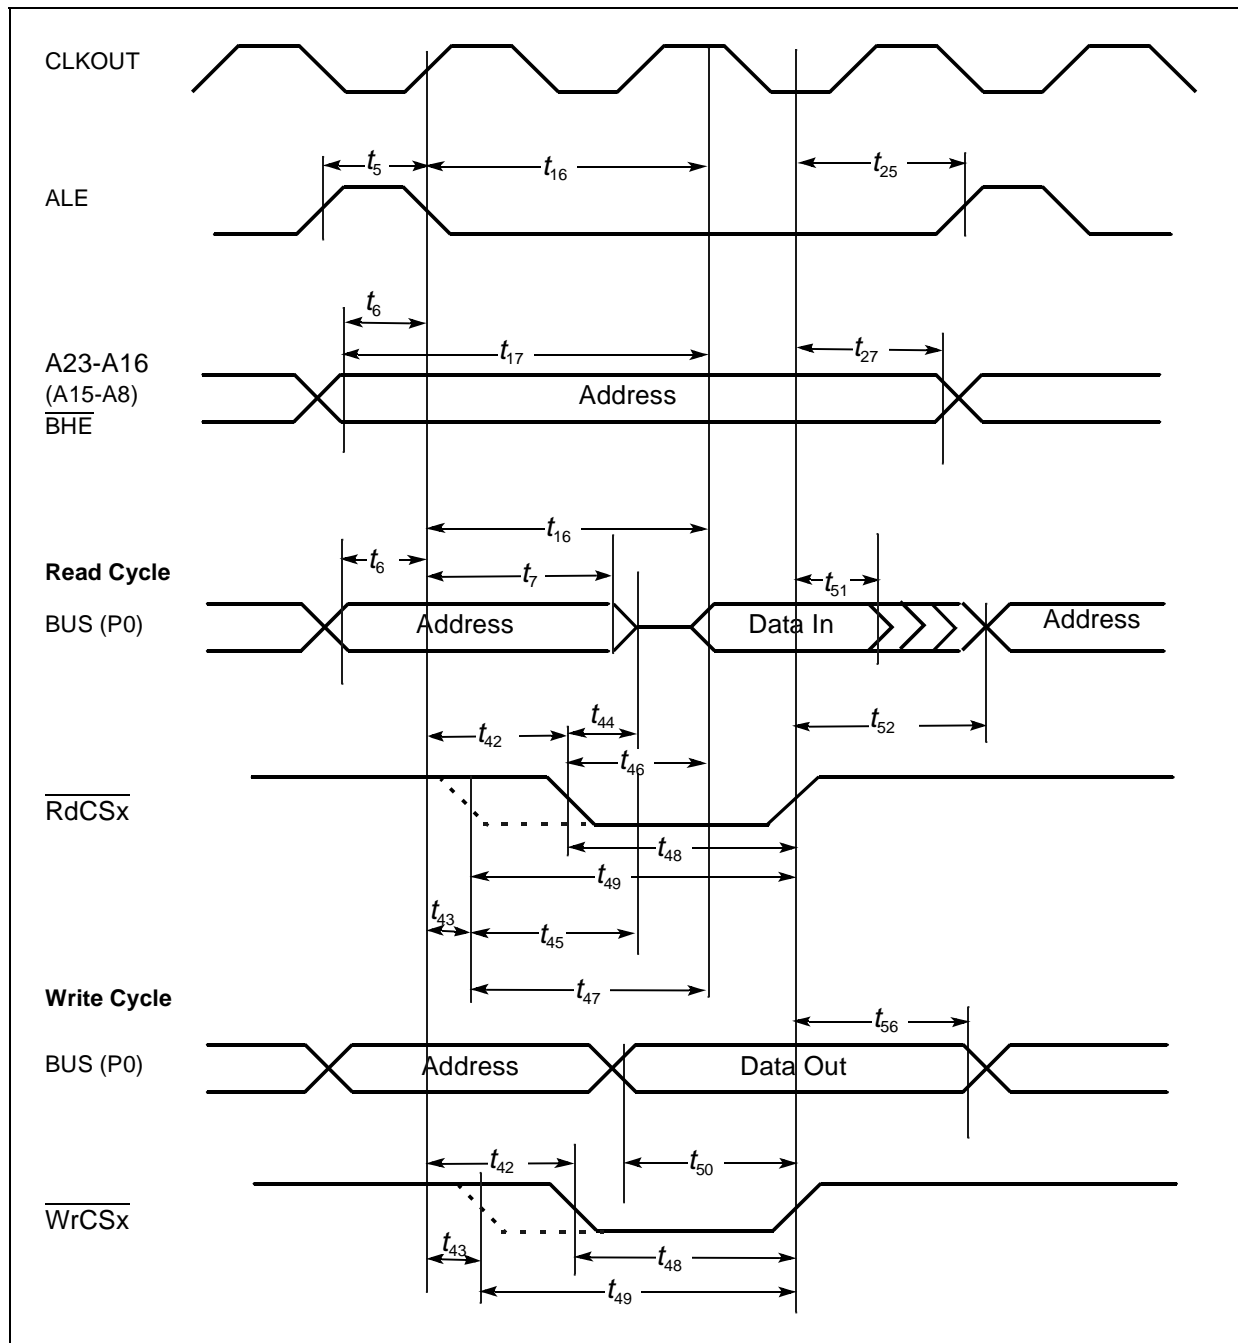 CLKOUT
t5 t16 t25
ALE
t6
t17 t27
A23-A16
(A15-A8) Address
BHE
t16
t6 t7 t51
Read Cycle
BUS (P0) Address Data In Address
t44
t42 t52
t46
RdCSx
t48
t49
t43 t45
t47
Write Cycle
t56
BUS (P0) Address Data Out
t42 t50
WrCSx
t43 t48
t49